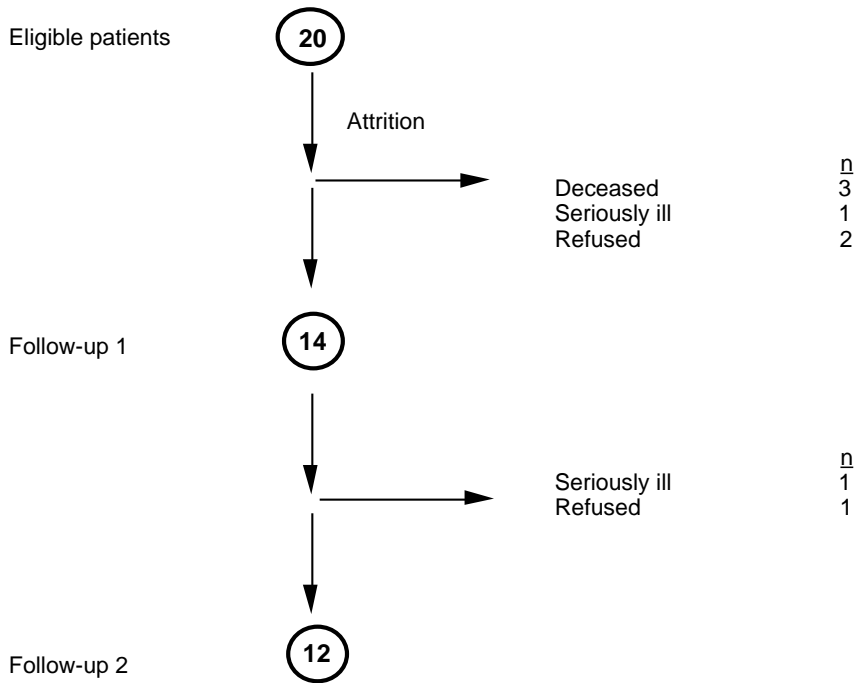 Eligible patients 20
Attrition
n
Deceased 3
Seriously ill 1
Refused 2
Follow-up 1 14
n
Seriously ill 1
Refused 1
Follow-up 2 12